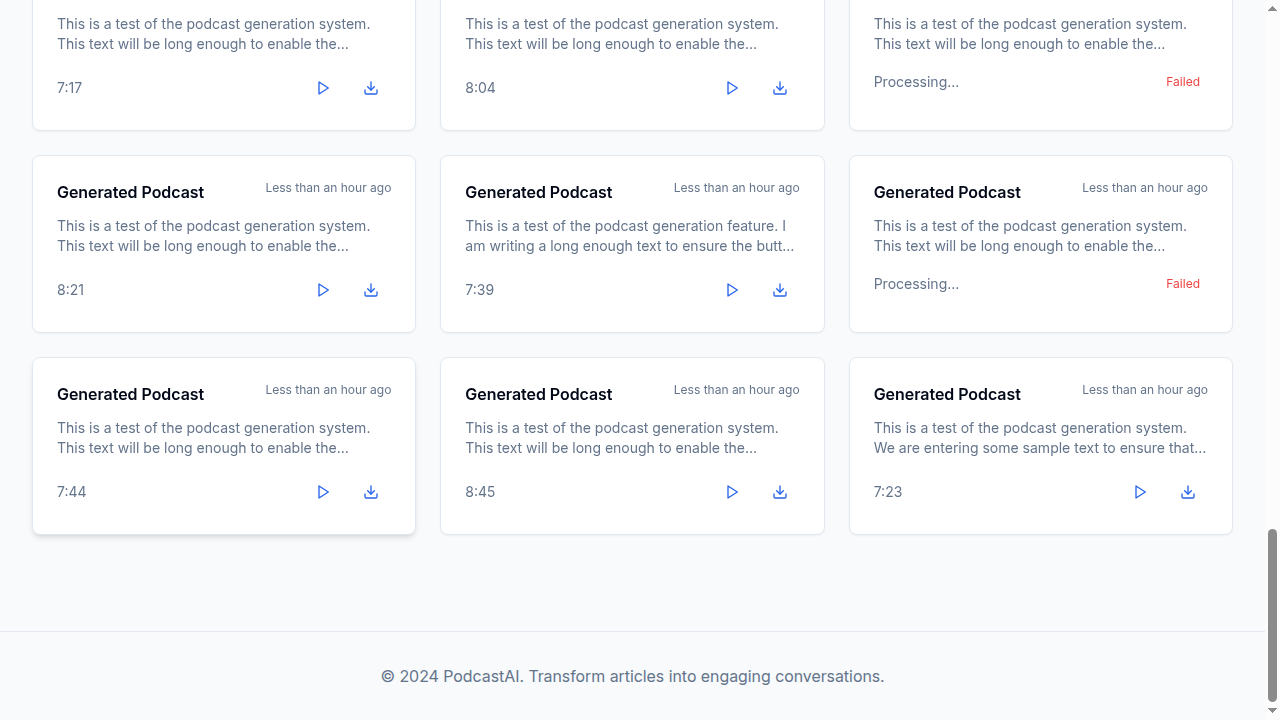 This is a test of the podcast generation system.
This text will be long enough to enable the...
7:17
This is a test of the podcast generation system.
This text will be long enough to enable the...
8:04
This is a test of the podcast generation system.
This text will be long enough to enable the...
Processing...
Failed
Generated Podcast
Less than an hour ago
This is a test of the podcast generation system.
This text will be long enough to enable the...
8:21
Generated Podcast
Less than an hour ago
This is a test of the podcast generation feature. I
am writing a long enough text to ensure the butt...
7:39
Generated Podcast
Less than an hour ago
This is a test of the podcast generation system.
This text will be long enough to enable the...
Processing...
Failed
Generated Podcast
Less than an hour ago
This is a test of the podcast generation system.
This text will be long enough to enable the...
7:44
Generated Podcast
Less than an hour ago
This is a test of the podcast generation system.
This text will be long enough to enable the...
8:45
Generated Podcast
Less than an hour ago
This is a test of the podcast generation system.
We are entering some sample text to ensure that...
7:23
© 2024 PodcastAI. Transform articles into engaging conversations.